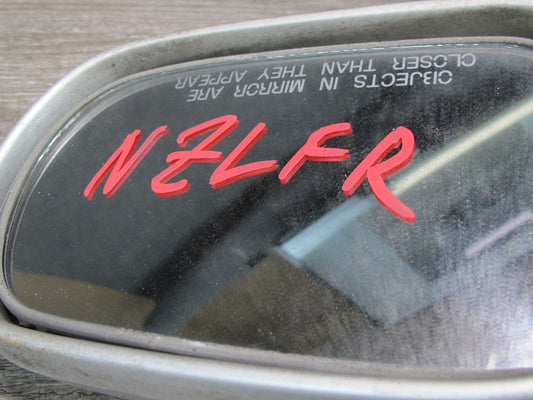 OBJECTS IN MIRROR ARE
CLOSER THAN THEY APPEAR
NZLFR